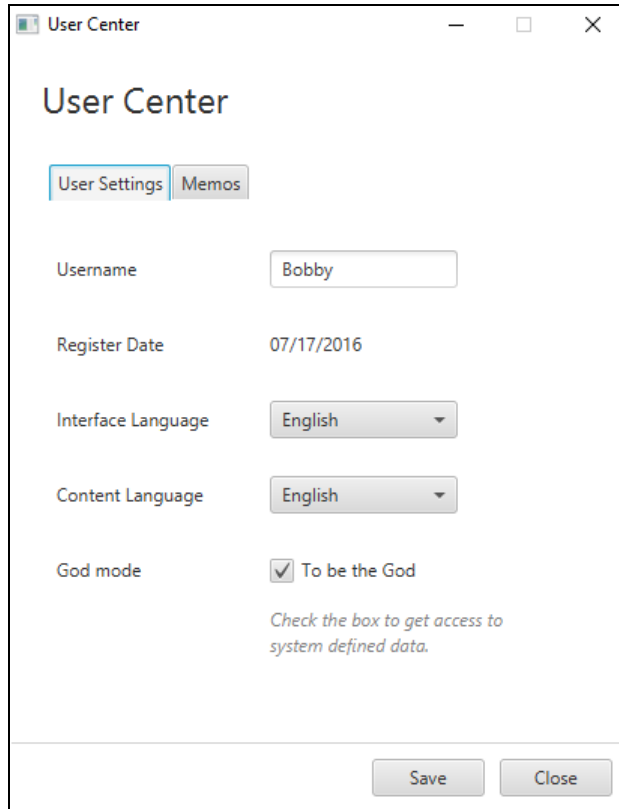 User Center
User Center
User Settings Memos
Username Bobby
Register Date 07/17/2016
Interface Language English
Content Language English
God mode To be the God
Check the box to get access to
system defined data.
Save Close